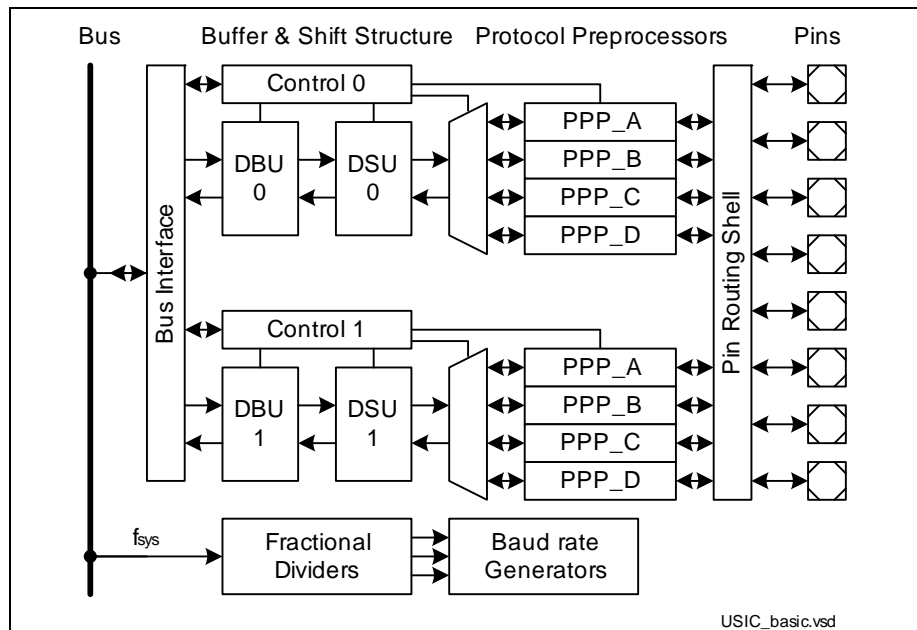 Bus Buffer & Shift Structure Protocol Preprocessors Pins
Bus Interface
Control 0
DBU
0
DSU
0
PPP_A
PPP_B
PPP_C
PPP_D
Pin Routing Shell
Control 1
DBU
1
DSU
1
PPP_A
PPP_B
PPP_C
PPP_D
fsys
Fractional
Dividers
Baud rate
Generators
USIC_basic.vsd